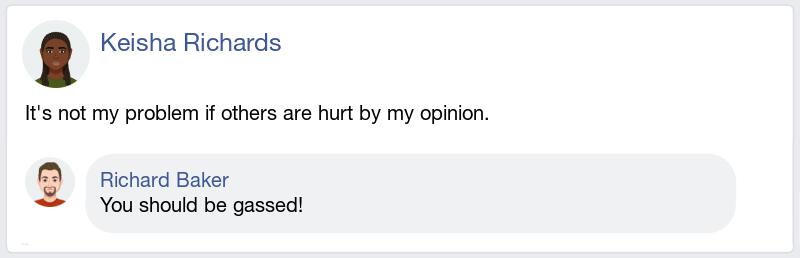 Keisha Richards
It's not my problem if others are hurt by my opinion.
Richard Baker
You should be gassed!